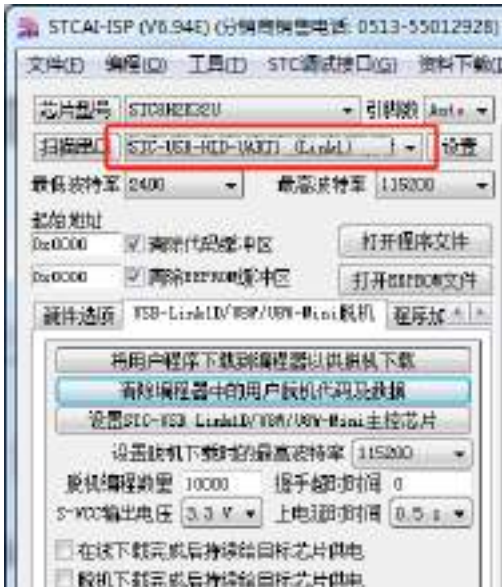 STCAI-ISP (V6.94E) (分销商销售电话: 0513-55012928)
文件(F) 编程(O) 工具(T) STC调试接口(G) 资料下载(
芯片型号 STC8H2K32U 引脚数 Auto
扫描串口 STC-USB-HID-UART1 (Link1) 设置
最低波特率 2400 最高波特率 115200
起始地址
0x0000 清除代码缓冲区 打开程序文件
0x0000 清除EEPROM缓冲区 打开EEPROM文件
硬件选项 USB-Link1D/U8W/U8W-Mini脱机 程序加
将用户程序下载到编程器以供脱机下载
清除编程器中的用户脱机代码及数据
设置STC-USB Link1D/U8W/U8W-Mini主控芯片
设置脱机下载时的最高波特率 115200
脱机编程数量 10000 握手超时时间 0
S-VCC输出电压 3.3 V 上电延时时间 0.5 s
在线下载完成后持续给目标芯片供电
脱机下载完成后持续给目标芯片供电